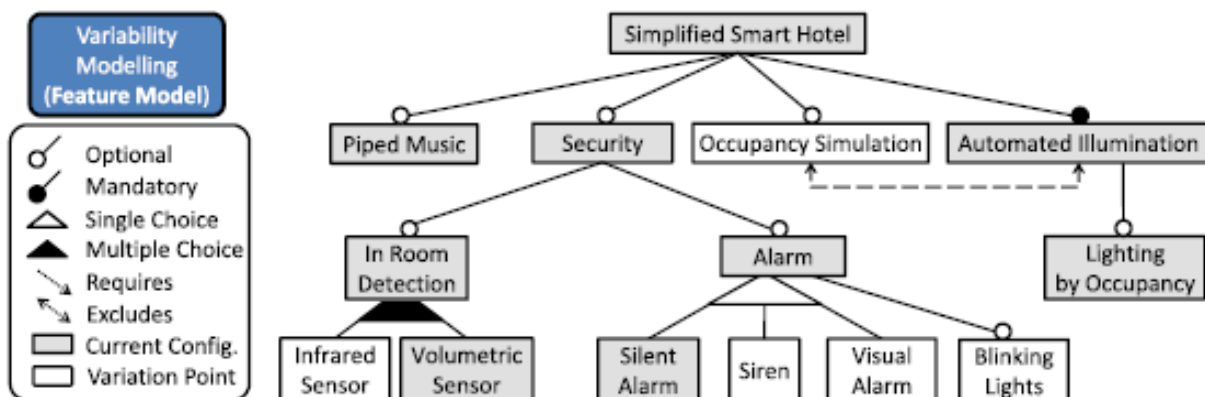 Variability
Modelling
(Feature Model)
Optional
Mandatory
Single Choice
Multiple Choice
Requires
Excludes
Current Config.
Variation Point
Simplified Smart Hotel
Piped Music
Security
Occupancy Simulation
Automated Illumination
In Room
Detection
Alarm
Lighting
by Occupancy
Infrared
Sensor
Volumetric
Sensor
Silent
Alarm
Siren
Visual
Alarm
Blinking
Lights